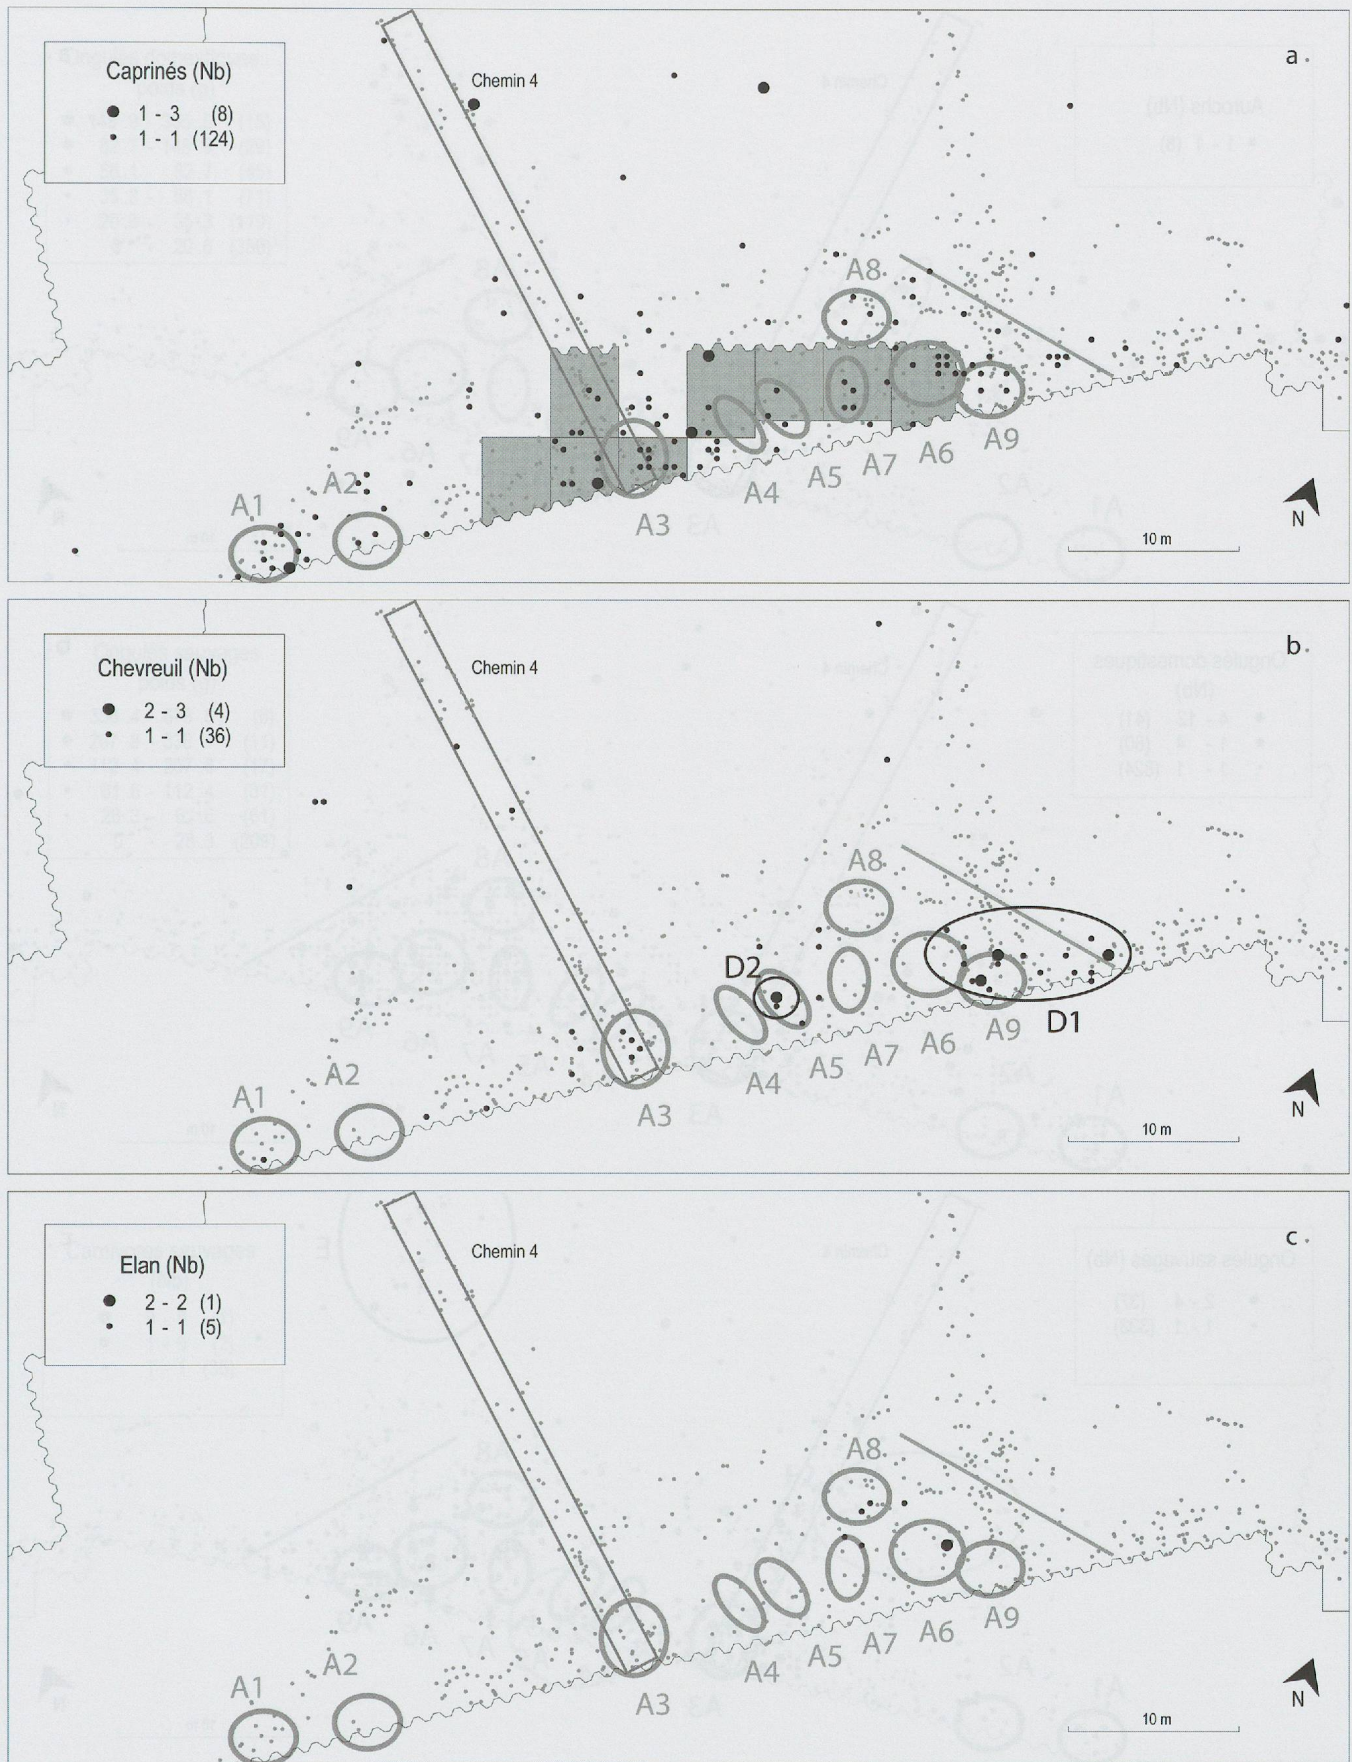 a.
Caprinés (Nb)
1 - 3 (8)
1 - 1 (124)
Chemin 4
A8
A1
A2
A3
A4
A5
A7
A6
A9
N
10 m
b.
Chevreuil (Nb)
2 - 3 (4)
1 - 1 (36)
Chemin 4
A8
D2
D1
A1
A2
A3
A4
A5
A7
A6
A9
N
10 m
c.
Elan (Nb)
2 - 2 (1)
1 - 1 (5)
Chemin 4
A8
A1
A2
A3
A4
A5
A7
A6
A9
N
10 m